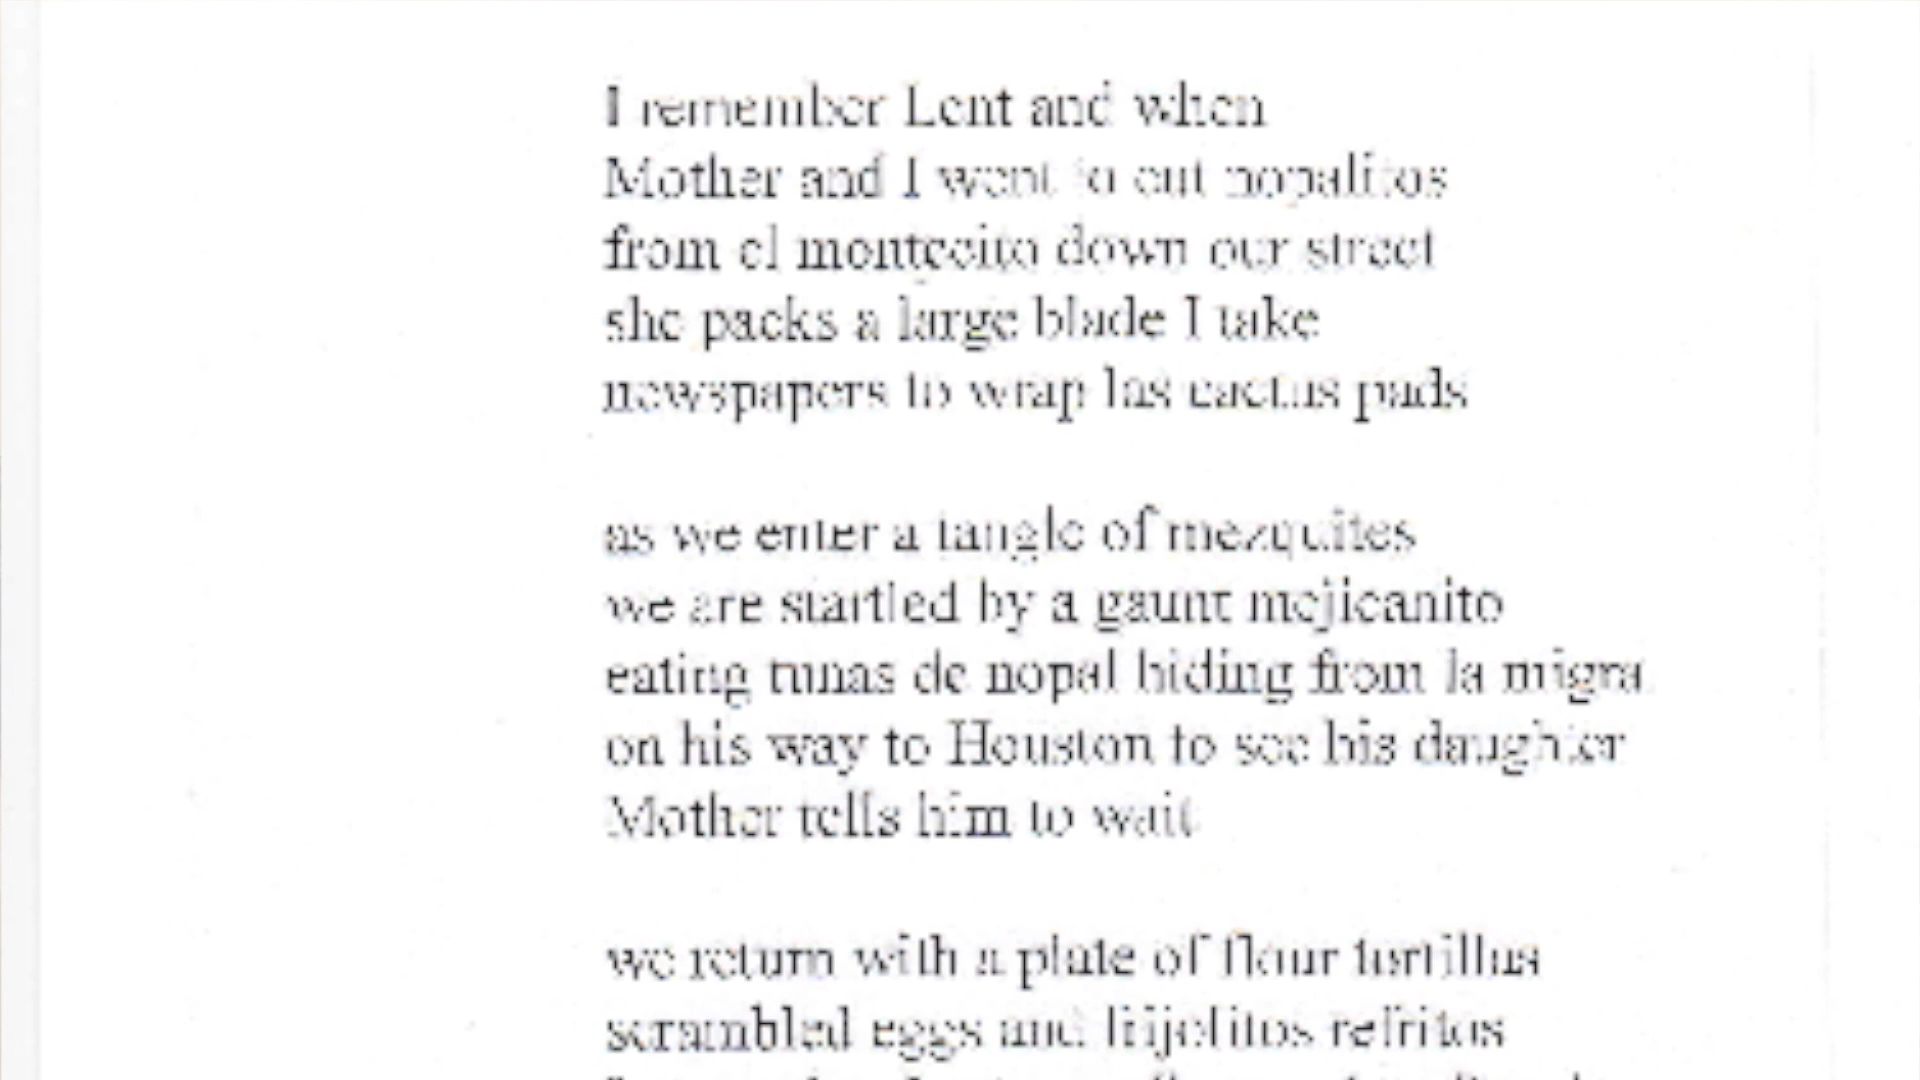 I remember Lent and when
Mother and I went to cut nopalitos
from el montecito down our street
she packs a large blade I take
newspapers to wrap las cactus pads
as we enter a tangle of mezquites
we are startled by a gaunt mejicanito
eating tunas de nopal hiding from la migra
on his way to Houston to see his daughter
Mother tells him to wait
we return with a plate of flour tortillas
scrambled eggs and frijolitos refritos